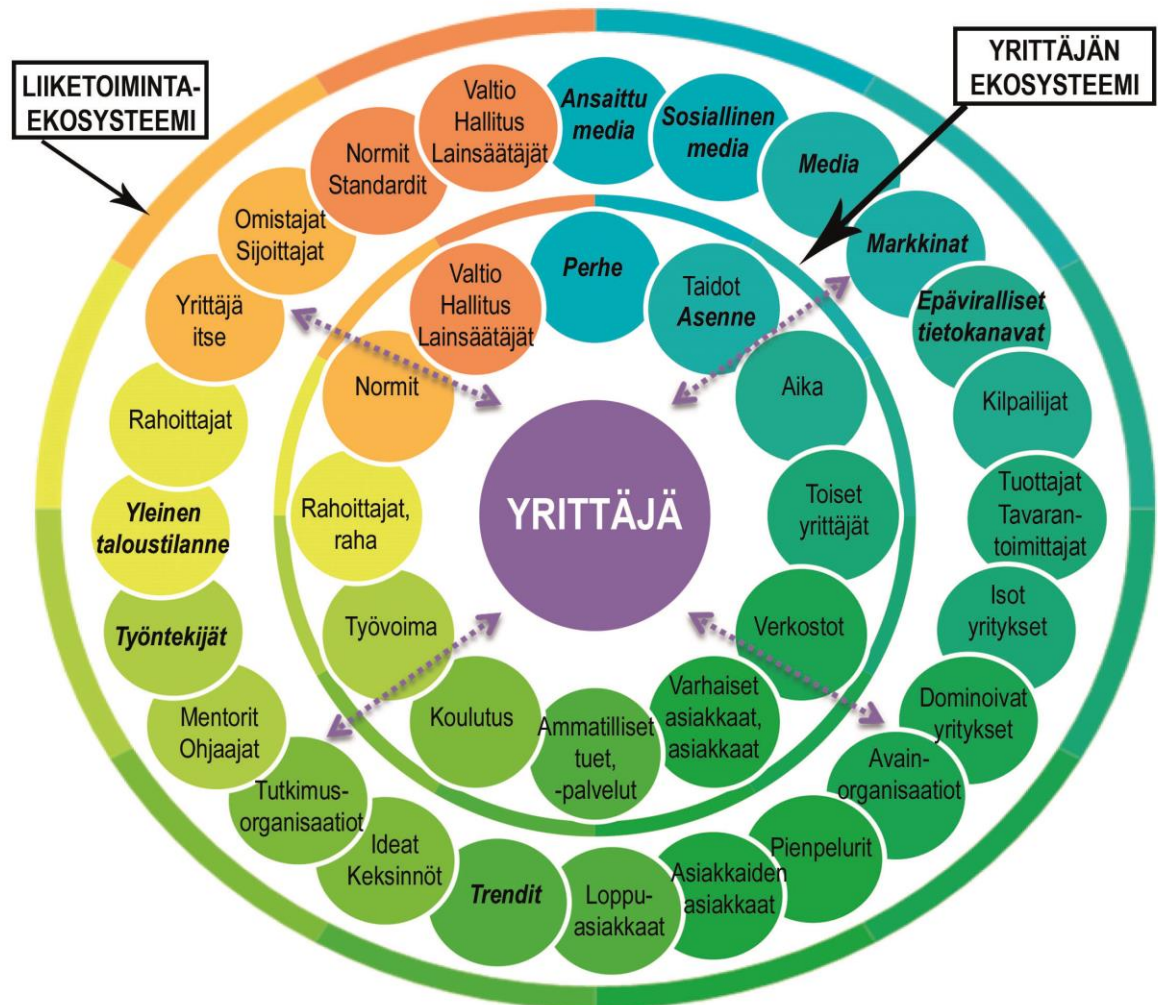 LIIKETOIMINTA-
EKOSYSTEEMI
YRITTÄJÄN
EKOSYSTEEMI
Valtio
Hallitus
Lainsäätäjät
Ansaittu
media
Sosiallinen
media
Media
Markkinat
Epäviralliset
tietokanavat
Kilpailijat
Tuottajat
Tavaran-
toimittajat
Isot
yritykset
Dominoivat
yritykset
Avain-
organisaatiot
Pienpelurit
Asiakkaiden
asiakkaat
Loppu-
asiakkaat
Trendit
Ideat
Keksinnöt
Tutkimus-
organisaatiot
Mentorit
Ohjaajat
Työntekijät
Yleinen
taloustilanne
Rahoittajat
Yrittäjä
itse
Omistajat
Sijoittajat
Normit
Standardit
Valtio
Hallitus
Lainsäätäjät
Perhe
Taidot
Asenne
Aika
Toiset
yrittäjät
Verkostot
Varhaiset
asiakkaat,
asiakkaat
Ammatilliset
tuet,
-palvelut
Koulutus
Työvoima
Rahoittajat,
raha
Normit
YRITTÄJÄ